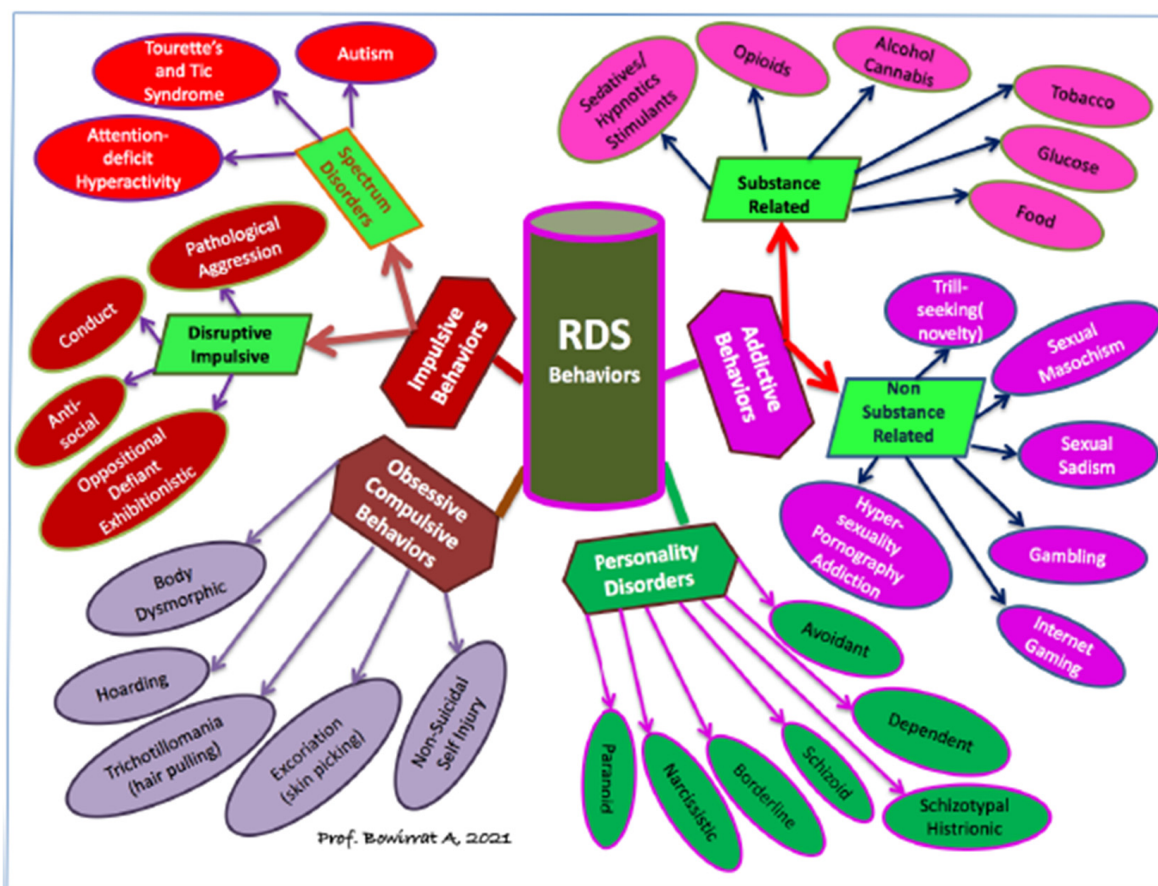 Tourette's
and Tic
Syndrome
Autism
Attention-
deficit
Hyperactivity
Spectrum
Disorders
Pathological
Aggression
Conduct
Anti-
social
Oppositional
Defiant
Exhibitionistic
Disruptive
Impulsive
Impulsive
Behaviors
RDS
Behaviors
Addictive
Behaviors
Sedatives/
Hypnotics
Stimulants
Opioids
Alcohol
Cannabis
Tobacco
Glucose
Food
Substance
Related
Trill-
seeking(
novelty)
Sexual
Masochism
Non
Substance
Related
Sexual
Sadism
Hyper-
sexuality
Pornography
Addiction
Gambling
Internet
Gaming
Obsessive
Compulsive
Behaviors
Body
Dysmorphic
Hoarding
Trichotillomania
(hair pulling)
Excoriation
(skin picking)
Non-Suicidal
Self Injury
Personality
Disorders
Avoidant
Dependent
Schizotypal
Histrionic
Schizoid
Borderline
Narcissistic
Parannid
Prof. Bowirrat A, 2021